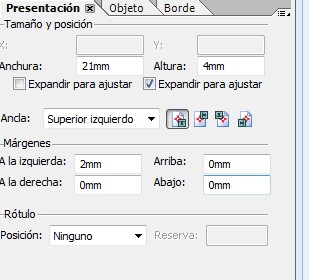 Presentación Objeto Borde
Tamaño y posición
X: Y:
Anchura: 21mm Altura: 4mm
Expandir para ajustar Expandir para ajustar
Ancla: Superior izquierdo
Márgenes
A la izquierda: 2mm Arriba: 0mm
A la derecha: 0mm Abajo: 0mm
Rótulo
Posición: Ninguno Reserva: